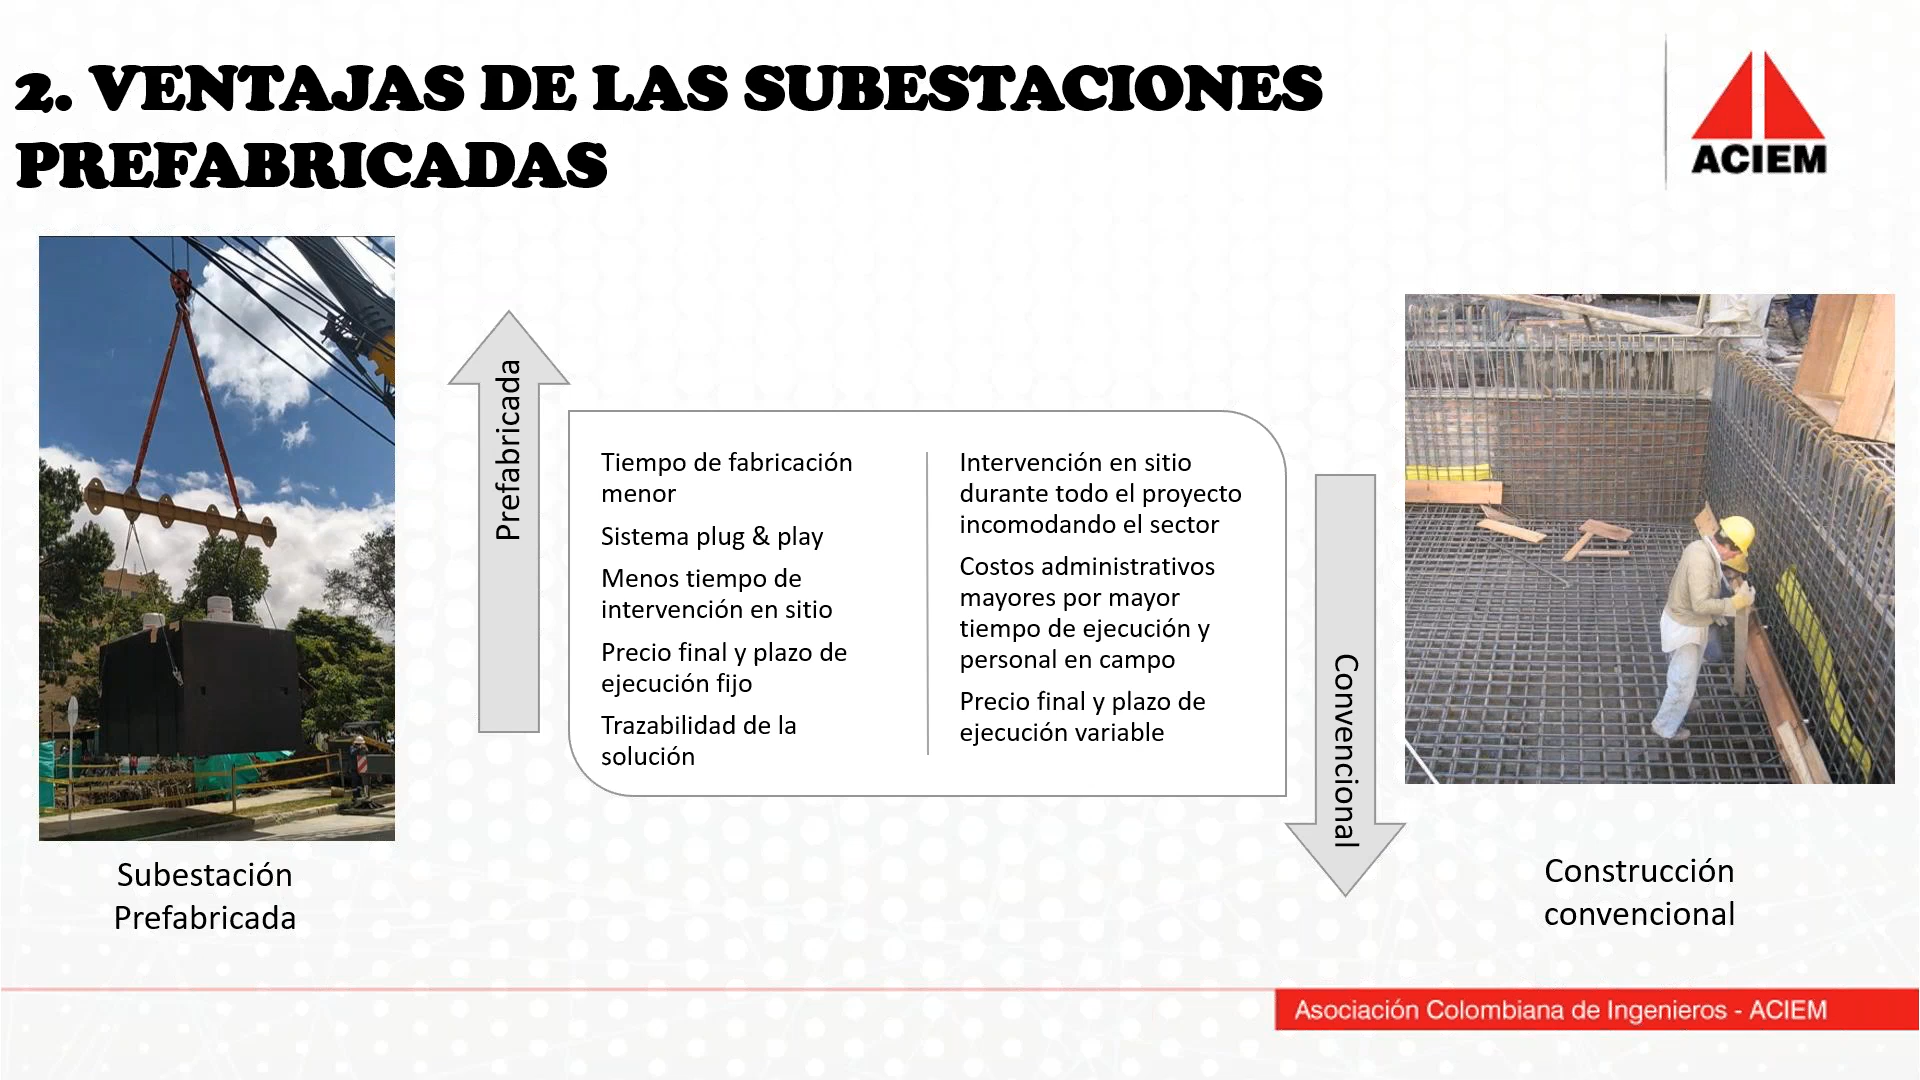 2. VENTAJAS DE LAS SUBESTACIONES
PREFABRICADAS
ACIEM
Prefabricada
Tiempo de fabricación
menor
Sistema plug & play
Menos tiempo de
intervención en sitio
Precio final y plazo de
ejecución fijo
Trazabilidad de la
solución
Intervención en sitio
durante todo el proyecto
incomodando el sector
Costos administrativos
mayores por mayor
tiempo de ejecución y
personal en campo
Precio final y plazo de
ejecución variable
Convencional
Subestación
Prefabricada
Construcción
convencional
Asociación Colombiana de Ingenieros - ACIEM